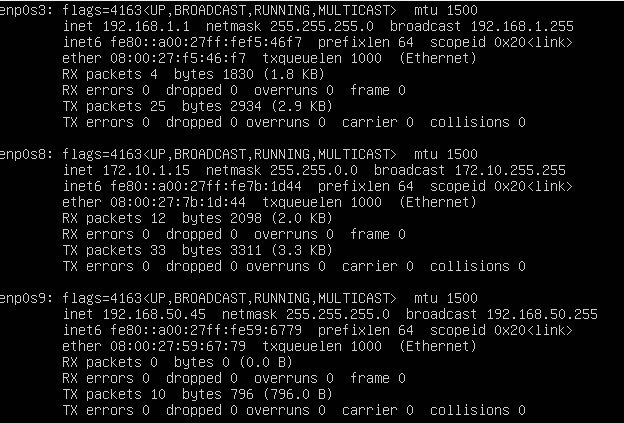 enp0s3: flags=4163<UP,BROADCAST,RUNNING,MULTICAST>  mtu 1500
        inet 192.168.1.1  netmask 255.255.255.0  broadcast 192.168.1.255
        inet6 fe80::a00:27ff:fef5:46f7  prefixlen 64  scopeid 0x20<link>
        ether 08:00:27:f5:46:f7  txqueuelen 1000  (Ethernet)
        RX packets 4  bytes 1830 (1.8 KB)
        RX errors 0  dropped 0  overruns 0  frame 0
        TX packets 25  bytes 2934 (2.9 KB)
        TX errors 0  dropped 0 overruns 0  carrier 0  collisions 0

enp0s8: flags=4163<UP,BROADCAST,RUNNING,MULTICAST>  mtu 1500
        inet 172.10.1.15  netmask 255.255.0.0  broadcast 172.10.255.255
        inet6 fe80::a00:27ff:fe7b:1d44  prefixlen 64  scopeid 0x20<link>
        ether 08:00:27:7b:1d:44  txqueuelen 1000  (Ethernet)
        RX packets 12  bytes 2098 (2.0 KB)
        RX errors 0  dropped 0  overruns 0  frame 0
        TX packets 33  bytes 3311 (3.3 KB)
        TX errors 0  dropped 0 overruns 0  carrier 0  collisions 0

enp0s9: flags=4163<UP,BROADCAST,RUNNING,MULTICAST>  mtu 1500
        inet 192.168.50.45  netmask 255.255.255.0  broadcast 192.168.50.255
        inet6 fe80::a00:27ff:fe59:6779  prefixlen 64  scopeid 0x20<link>
        ether 08:00:27:59:67:79  txqueuelen 1000  (Ethernet)
        RX packets 0  bytes 0 (0.0 B)
        RX errors 0  dropped 0  overruns 0  frame 0
        TX packets 10  bytes 796 (796.0 B)
        TX errors 0  dropped 0 overruns 0  carrier 0  collisions 0